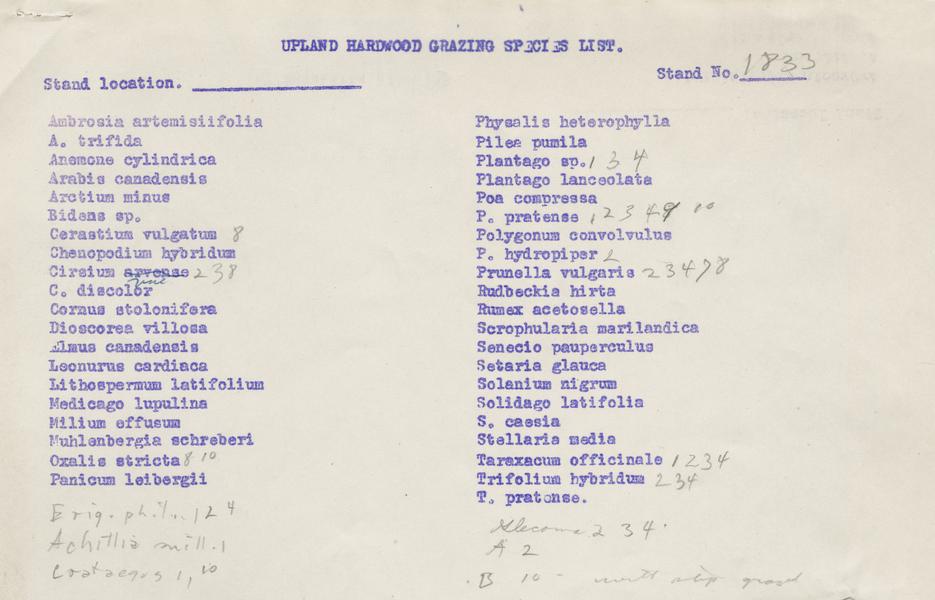 UPLAND HARDWOOD GRAZING SPECIES LIST.
Stand location.
Stand No. 1833
Ambrosia artemisiifolia
A. trifida
Anemone cylindrica
Arabis canadensis
Arctium minus
Bidens sp.
Cerastium vulgatum 8
Chenopodium hybridum
Cirsium arvense 2 3 8
C. discolor
Cornus stolonifera
Dioscorea villosa
Elmus canadensis
Leonurus cardiaca
Lithospermum latifolium
Medicago lupulina
Milium effusum
Muhlenbergia schreberi
Oxalis stricta 8 10
Panicum leibergii
Erig. phil. 1 2 4
Achillia mill. 1
Crataegus 1, 10
Physalis heterophylla
Pilea pumila
Plantago sp. 1 3 4
Plantago lanceolata
Poa compressa
P. pratense 1 2 3 4 9 10
Polygonum convolvulus
P. hydropiper 2
Prunella vulgaris 2 3 4 7 8
Rudbeckia hirta
Rumex acetosella
Scrophularia marilandica
Senecio pauperculus
Setaria glauca
Solanium nigrum
Solidago latifolia
S. caesia
Stellaria media
Taraxacum officinale 1 2 3 4
Trifolium hybridum 2 3 4
T. pratense.
Glecoma 2 3 4
A 2
B 10 -